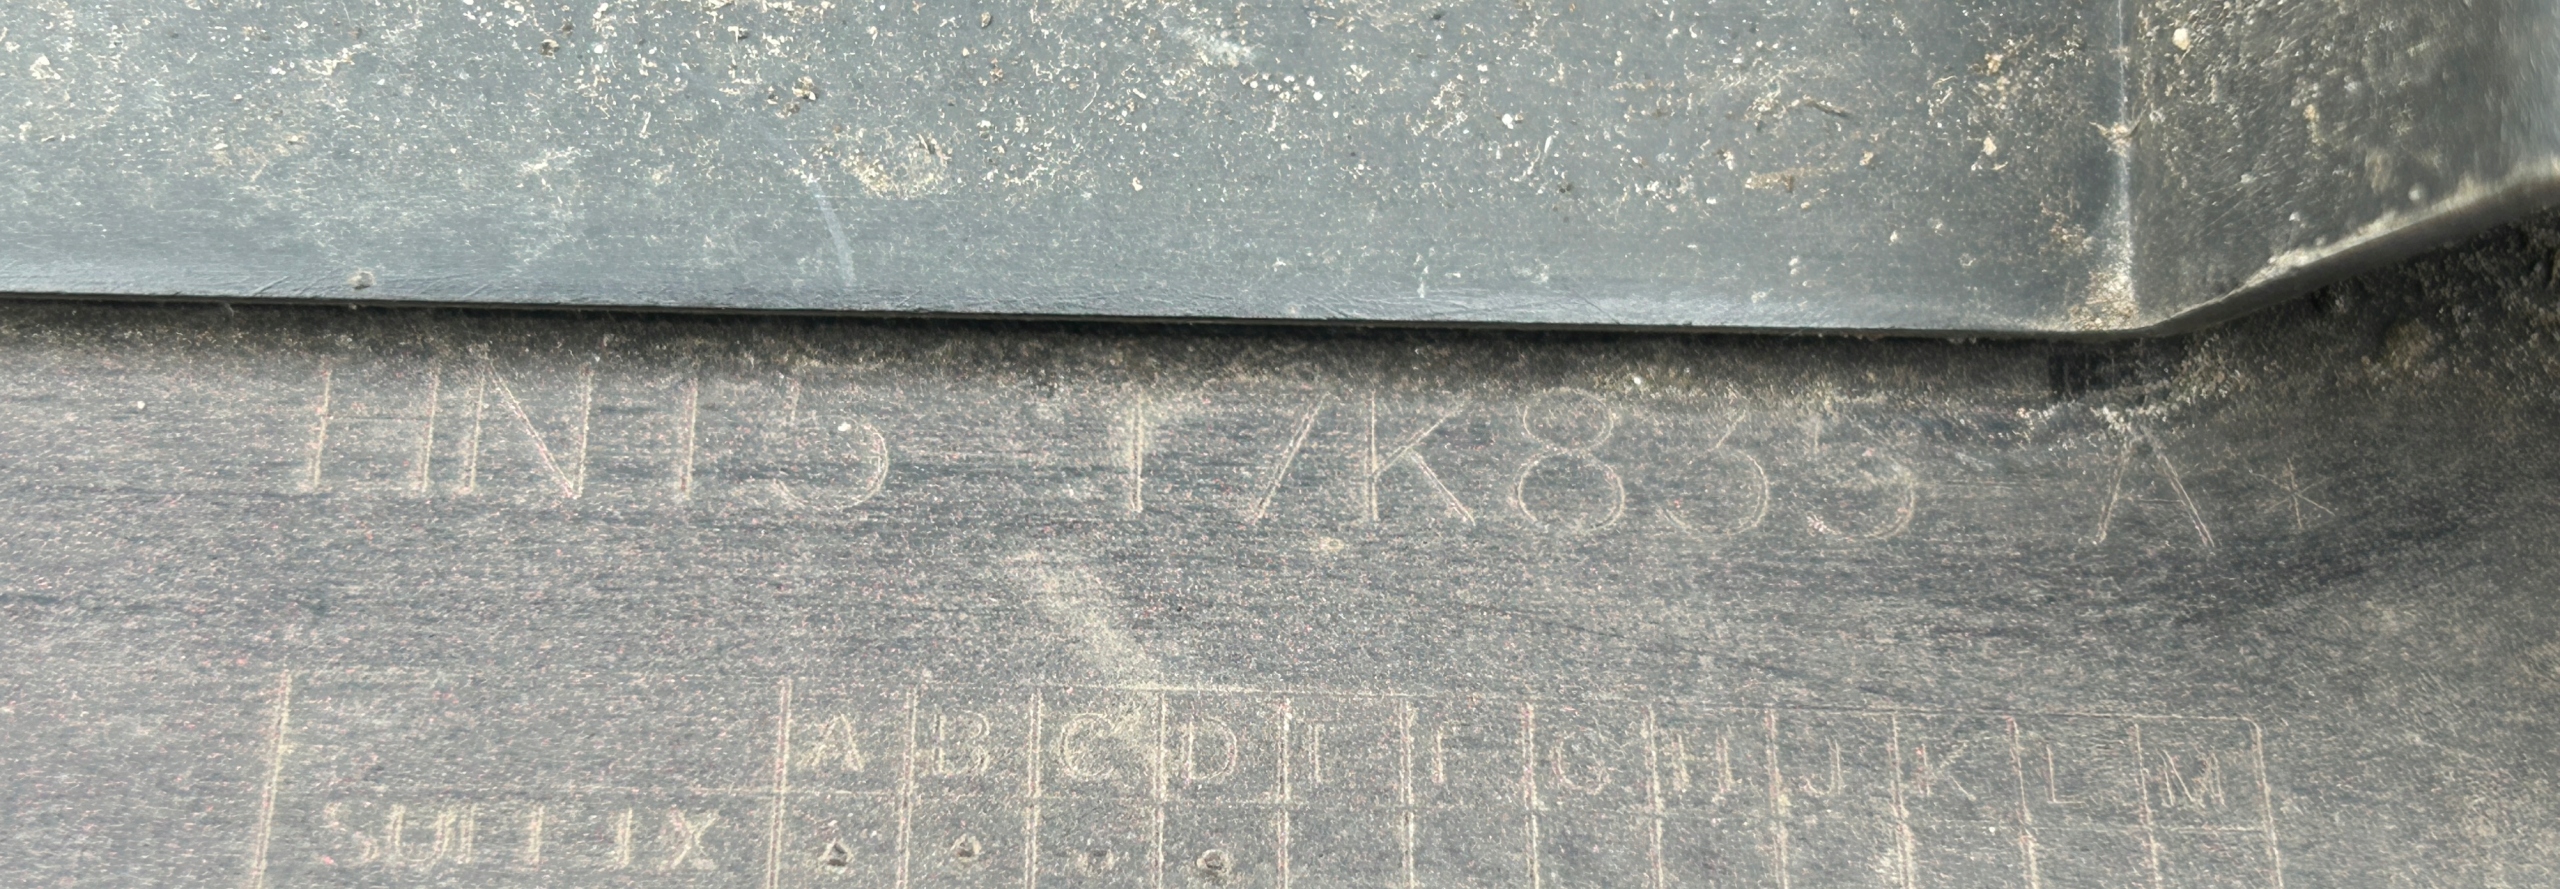 HN15 17K835 A*
A B C D E F G H I J K L M
SUFFIX